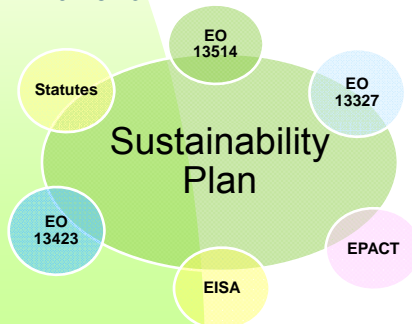 EO
13514
Statutes
EO
13327
Sustainability
Plan
EO
13423
EPACT
EISA